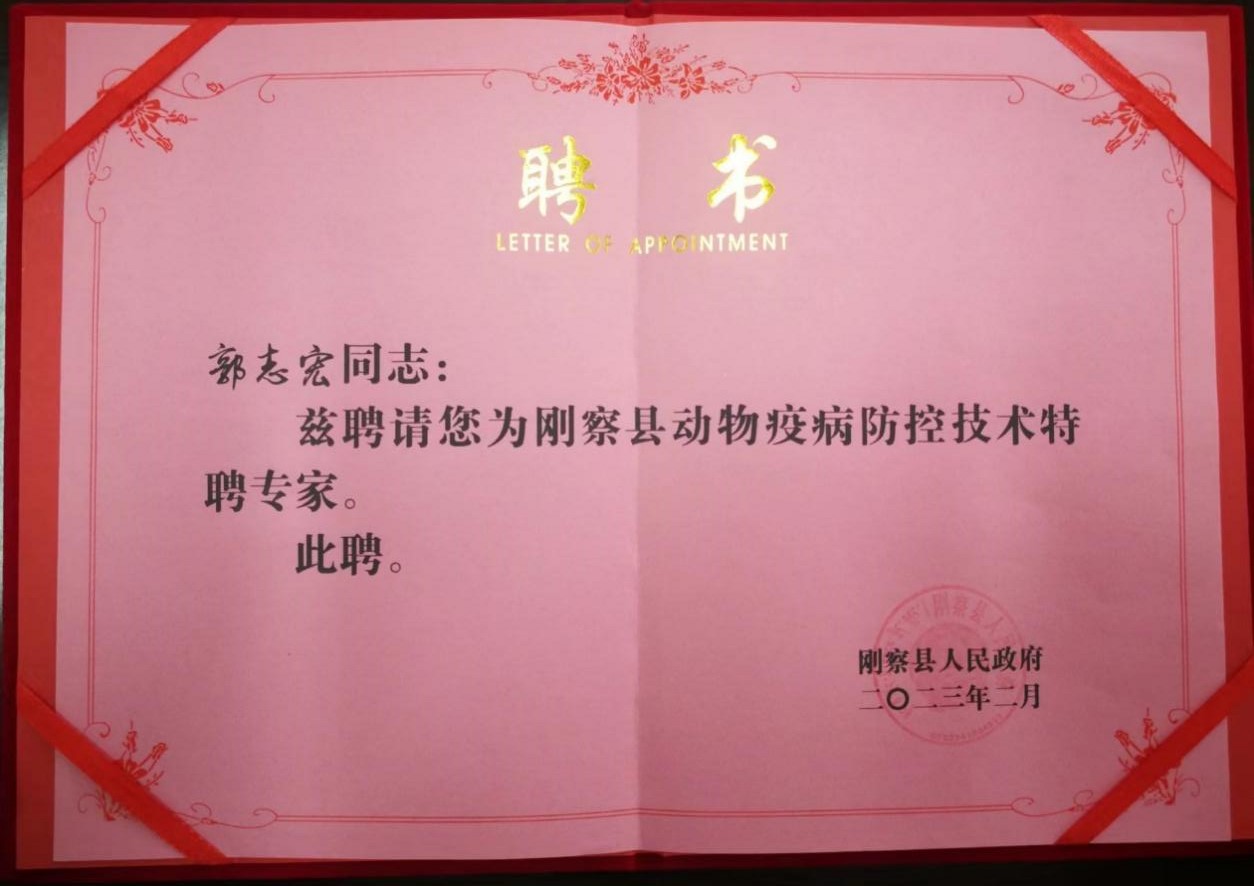 聘 书
LETTER OF APPOINTMENT
郭志宏同志：
兹聘请您为刚察县动物疫病防控技术特
聘专家。
此聘。
刚察县人民政府
二〇二三年二月